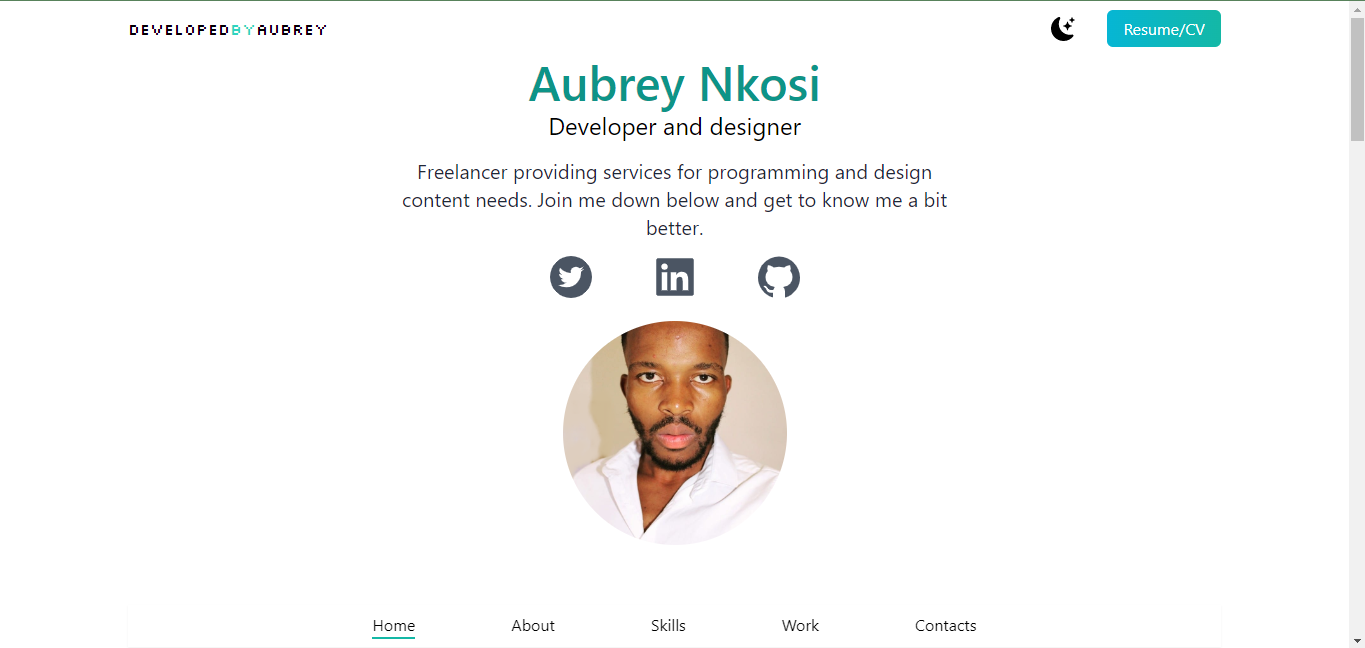 DEVELOPEDBYAUBREY
Resume/CV
Aubrey Nkosi
Developer and designer
Freelancer providing services for programming and design
content needs. Join me down below and get to know me a bit
better.
in
Home About Skills Work Contacts